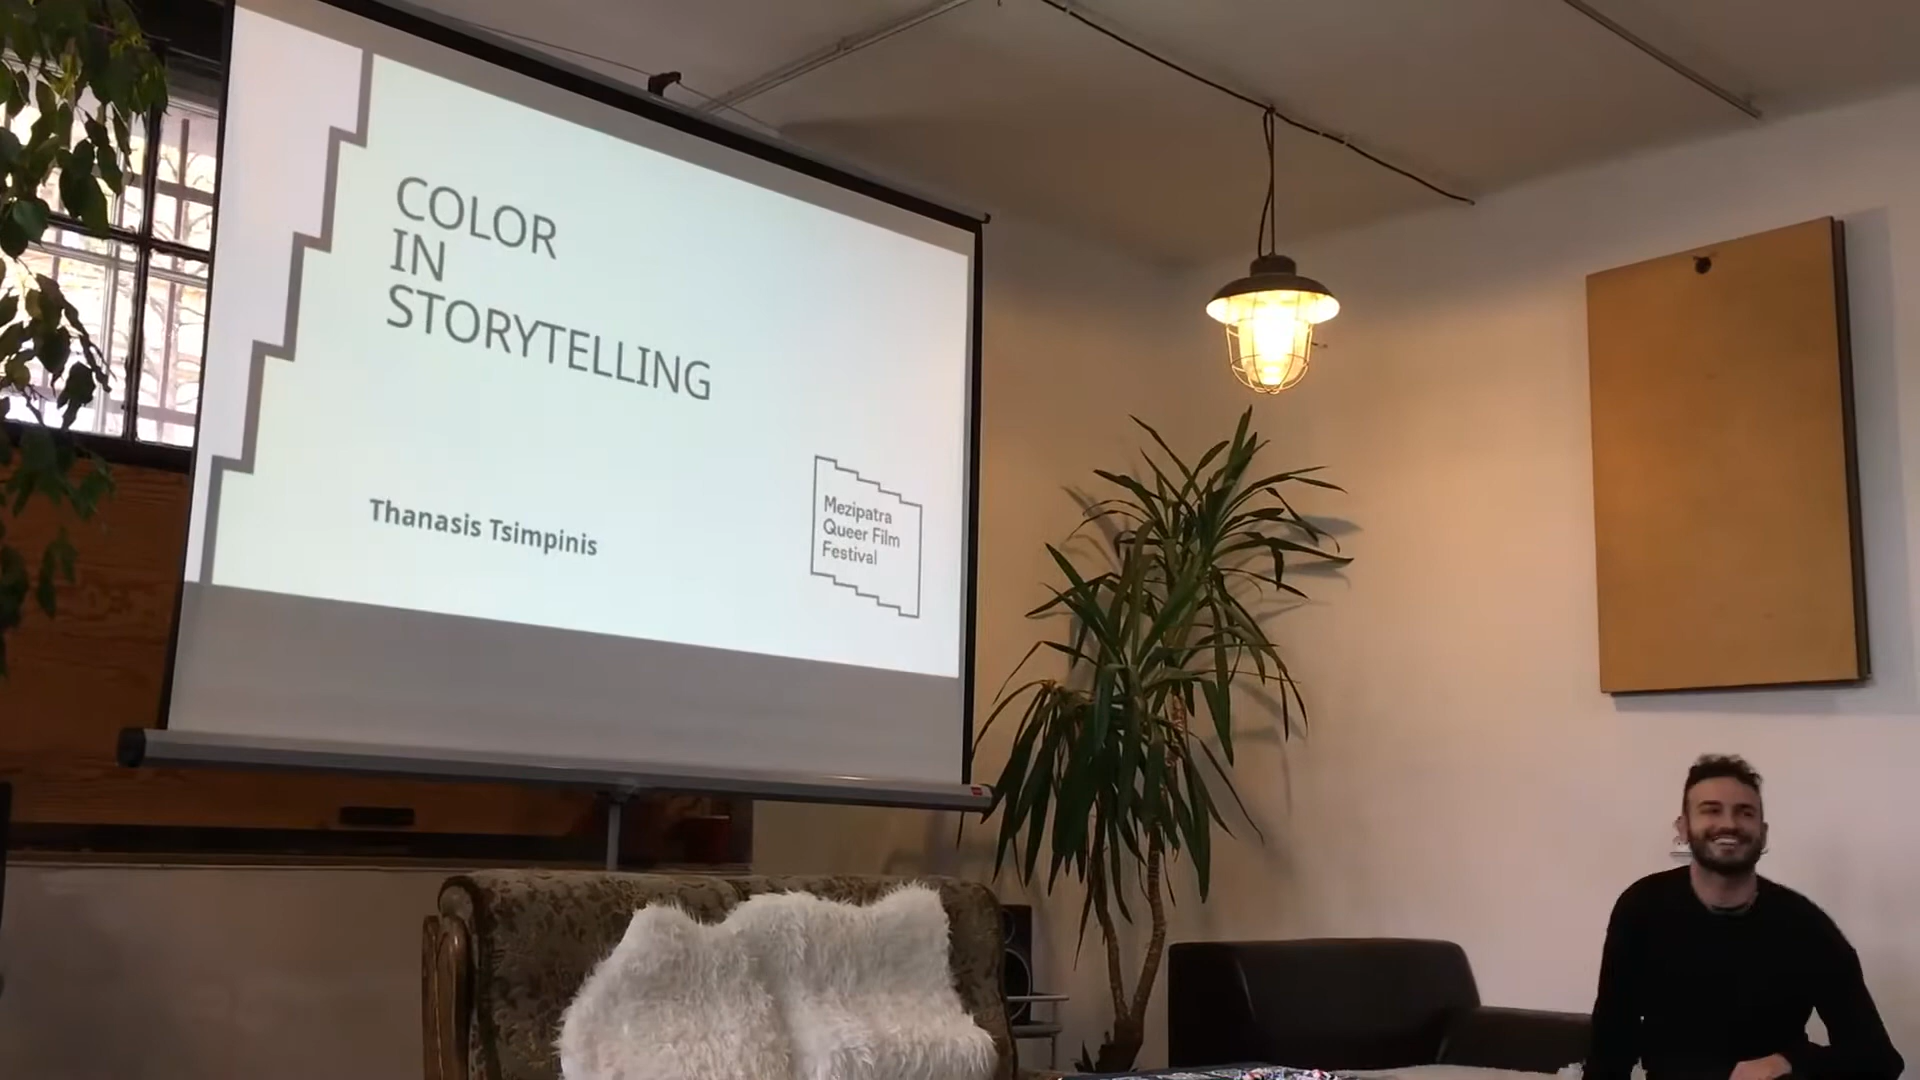 COLOR
IN
STORYTELLING
Thanasis Tsimpinis
Mezipatra
Queer Film
Festival